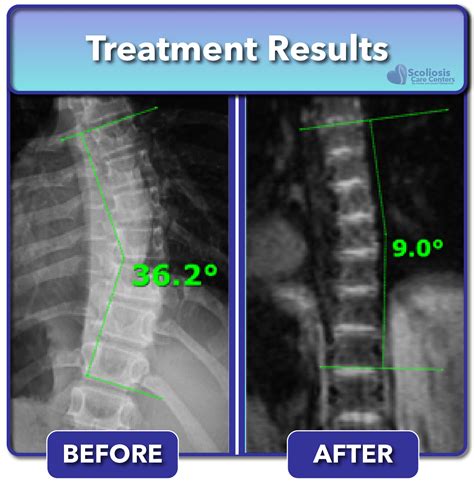 Treatment Results
Scoliosis
Care Centers
36.2°
9.0°
BEFORE
AFTER